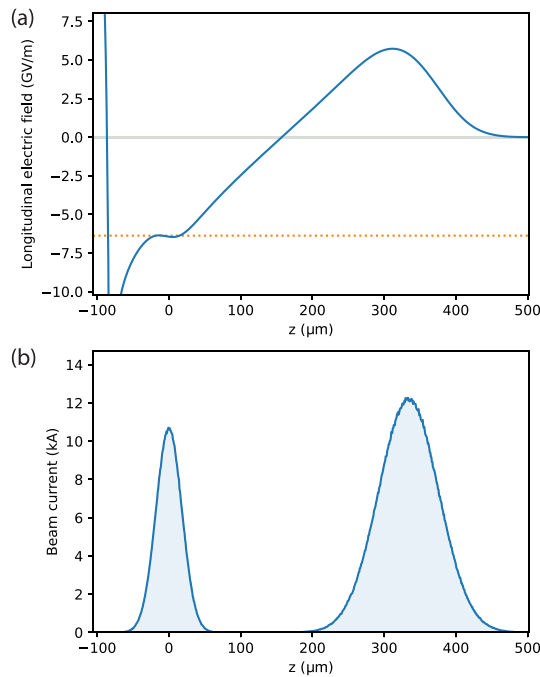 (a)
Longitudinal electric field (GV/m)
7.5
5.0
2.5
0.0
−2.5
−5.0
−7.5
−10.0
−100 0 100 200 300 400 500
z (μm)
(b)
Beam current (kA)
14
12
10
8
6
4
2
0
−100 0 100 200 300 400 500
z (μm)